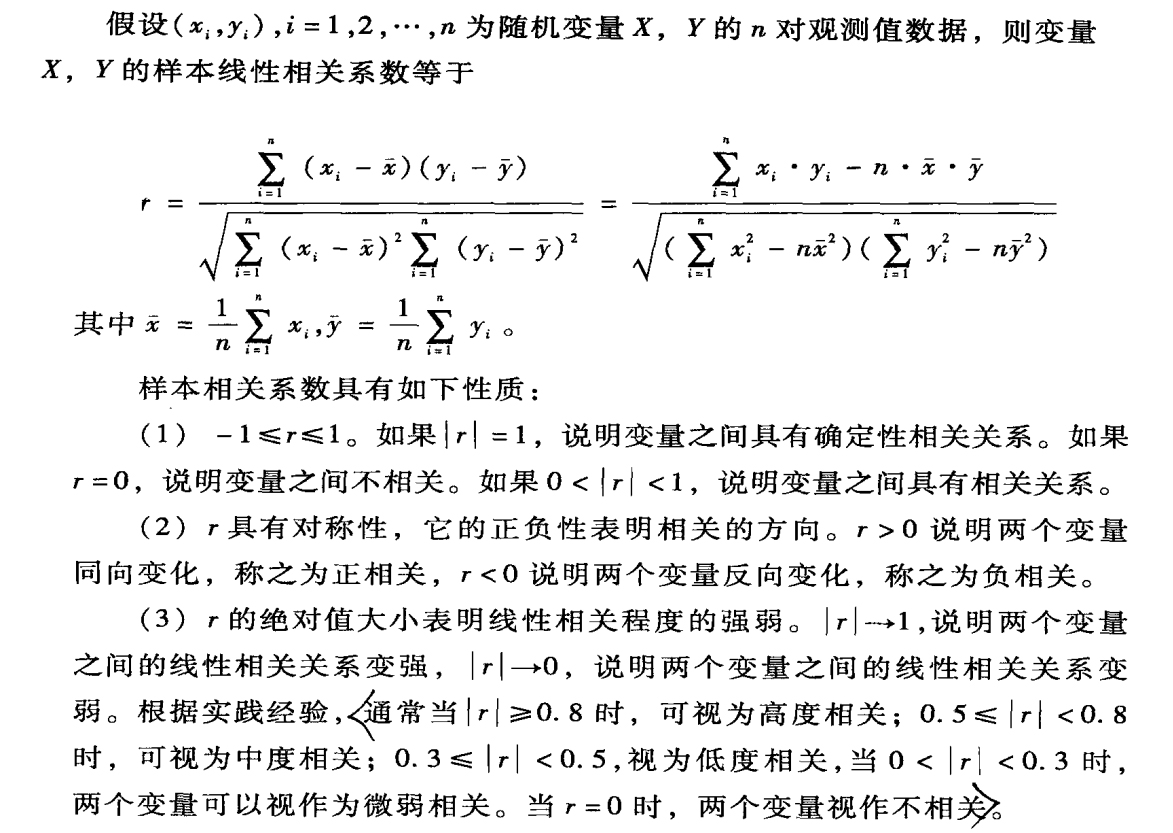 假设(xᵢ,yᵢ),i=1,2,…,n 为随机变量 X，Y 的 n 对观测值数据，则变量
X，Y 的样本线性相关系数等于
r = \frac{\sum_{i=1}^{n} (x_i - \bar{x})(y_i - \bar{y})}{\sqrt{\sum_{i=1}^{n} (x_i - \bar{x})^2 \sum_{i=1}^{n} (y_i - \bar{y})^2}} = \frac{\sum_{i=1}^{n} x_i · y_i - n · \bar{x} · \bar{y}}{\sqrt{(\sum_{i=1}^{n} x_i^2 - n\bar{x}^2)(\sum_{i=1}^{n} y_i^2 - n\bar{y}^2)}}
其中 \bar{x} = \frac{1}{n}\sum_{i=1}^{n} x_i,\bar{y} = \frac{1}{n}\sum_{i=1}^{n} y_i。
样本相关系数具有如下性质：
(1) －1≤r≤1。如果|r|=1，说明变量之间具有确定性相关关系。如果
r=0，说明变量之间不相关。如果 0<|r|<1，说明变量之间具有相关关系。
(2) r 具有对称性，它的正负性表明相关的方向。r>0 说明两个变量
同向变化，称之为正相关，r<0 说明两个变量反向变化，称之为负相关。
(3) r 的绝对值大小表明线性相关程度的强弱。|r|→1,说明两个变量
之间的线性相关关系变强，|r|→0，说明两个变量之间的线性相关关系变
弱。根据实践经验,通常当|r|≥0.8 时，可视为高度相关；0.5≤|r|<0.8
时，可视为中度相关；0.3≤|r|<0.5,视为低度相关,当 0<|r|<0.3 时，
两个变量可以视作为微弱相关。当 r=0 时，两个变量视作不相关。